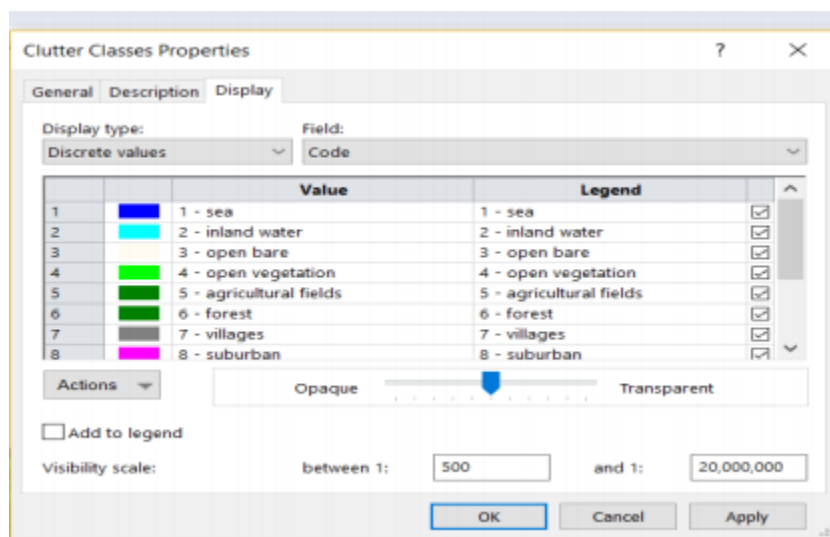 Clutter Classes Properties ?
General Description Display
Display type: Field:
Discrete values Code
Value Legend
1 1 - sea 1 - sea
2 2 - inland water 2 - inland water
3 3 - open bare 3 - open bare
4 4 - open vegetation 4 - open vegetation
5 5 - agricultural fields 5 - agricultural fields
6 6 - forest 6 - forest
7 7 - villages 7 - villages
8 8 - suburban 8 - suburban
Actions Opaque Transparent
Add to legend
Visibility scale: between 1: 500 and 1: 20,000,000
OK Cancel Apply